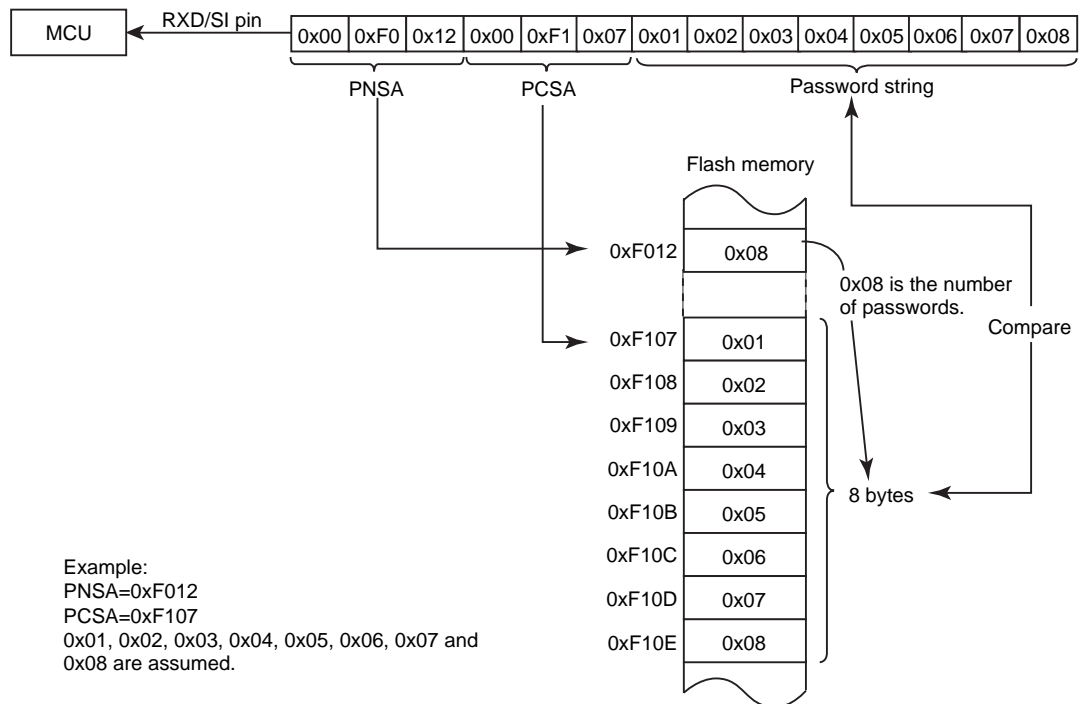 MCU
RXD/SI pin
0x00 0xF0 0x12 0x00 0xF1 0x07 0x01 0x02 0x03 0x04 0x05 0x06 0x07 0x08
PNSA
PCSA
Password string
Flash memory
0xF012 0x08
0x08 is the number
of passwords.
Compare
0xF107 0x01
0xF108 0x02
0xF109 0x03
0xF10A 0x04
8 bytes
0xF10B 0x05
0xF10C 0x06
0xF10D 0x07
0xF10E 0x08
Example:
PNSA=0xF012
PCSA=0xF107
0x01, 0x02, 0x03, 0x04, 0x05, 0x06, 0x07 and
0x08 are assumed.